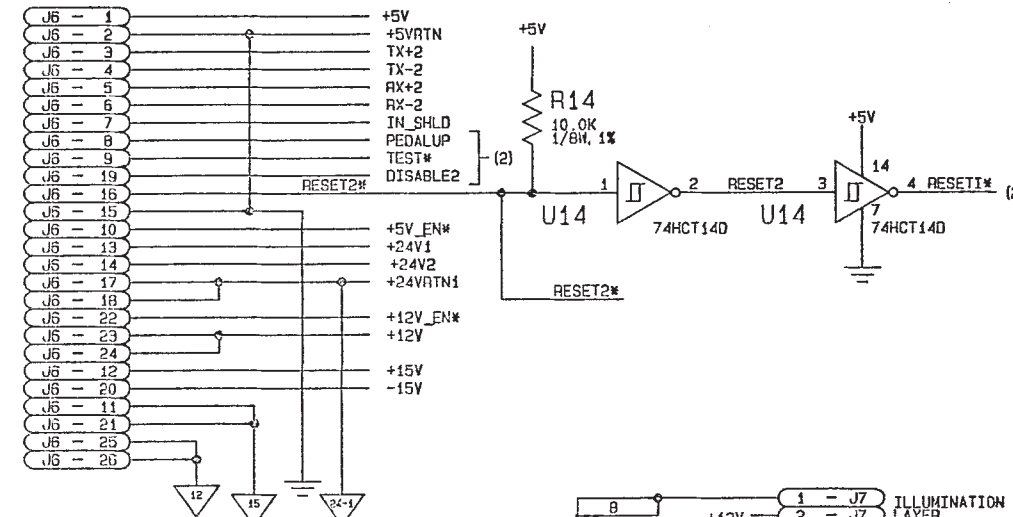 J6 - 1 +5V
J6 - 2 +5VRTN
J6 - 3 TX+2
J6 - 4 TX-2
J6 - 5 RX+2
J6 - 6 RX-2
J6 - 7 IN_SHLD
J6 - 8 PEDALUP
J6 - 9 TEST* (2)
J6 - 19 DISABLE2
J6 - 16 RESET2*
J6 - 15
J6 - 10 +5V_EN*
J6 - 13 +24V1
J6 - 14 +24V2
J6 - 17 +24VRTN1
J6 - 18
J6 - 22 +12V_EN*
J6 - 23 +12V
J6 - 24
J6 - 12 +15V
J6 - 20 -15V
J6 - 11
J6 - 21
J6 - 25
J6 - 26
12 15 24-1
+5V
R14
10.0K
1/8W, 1%
1 2 RESET2 3 4 RESETI*
U14 U14
74HCT14D 74HCT14D
+5V
14
7
RESET2*
8 1 - J7 ILLUMINATION
+12V 2 - J7 LAYER